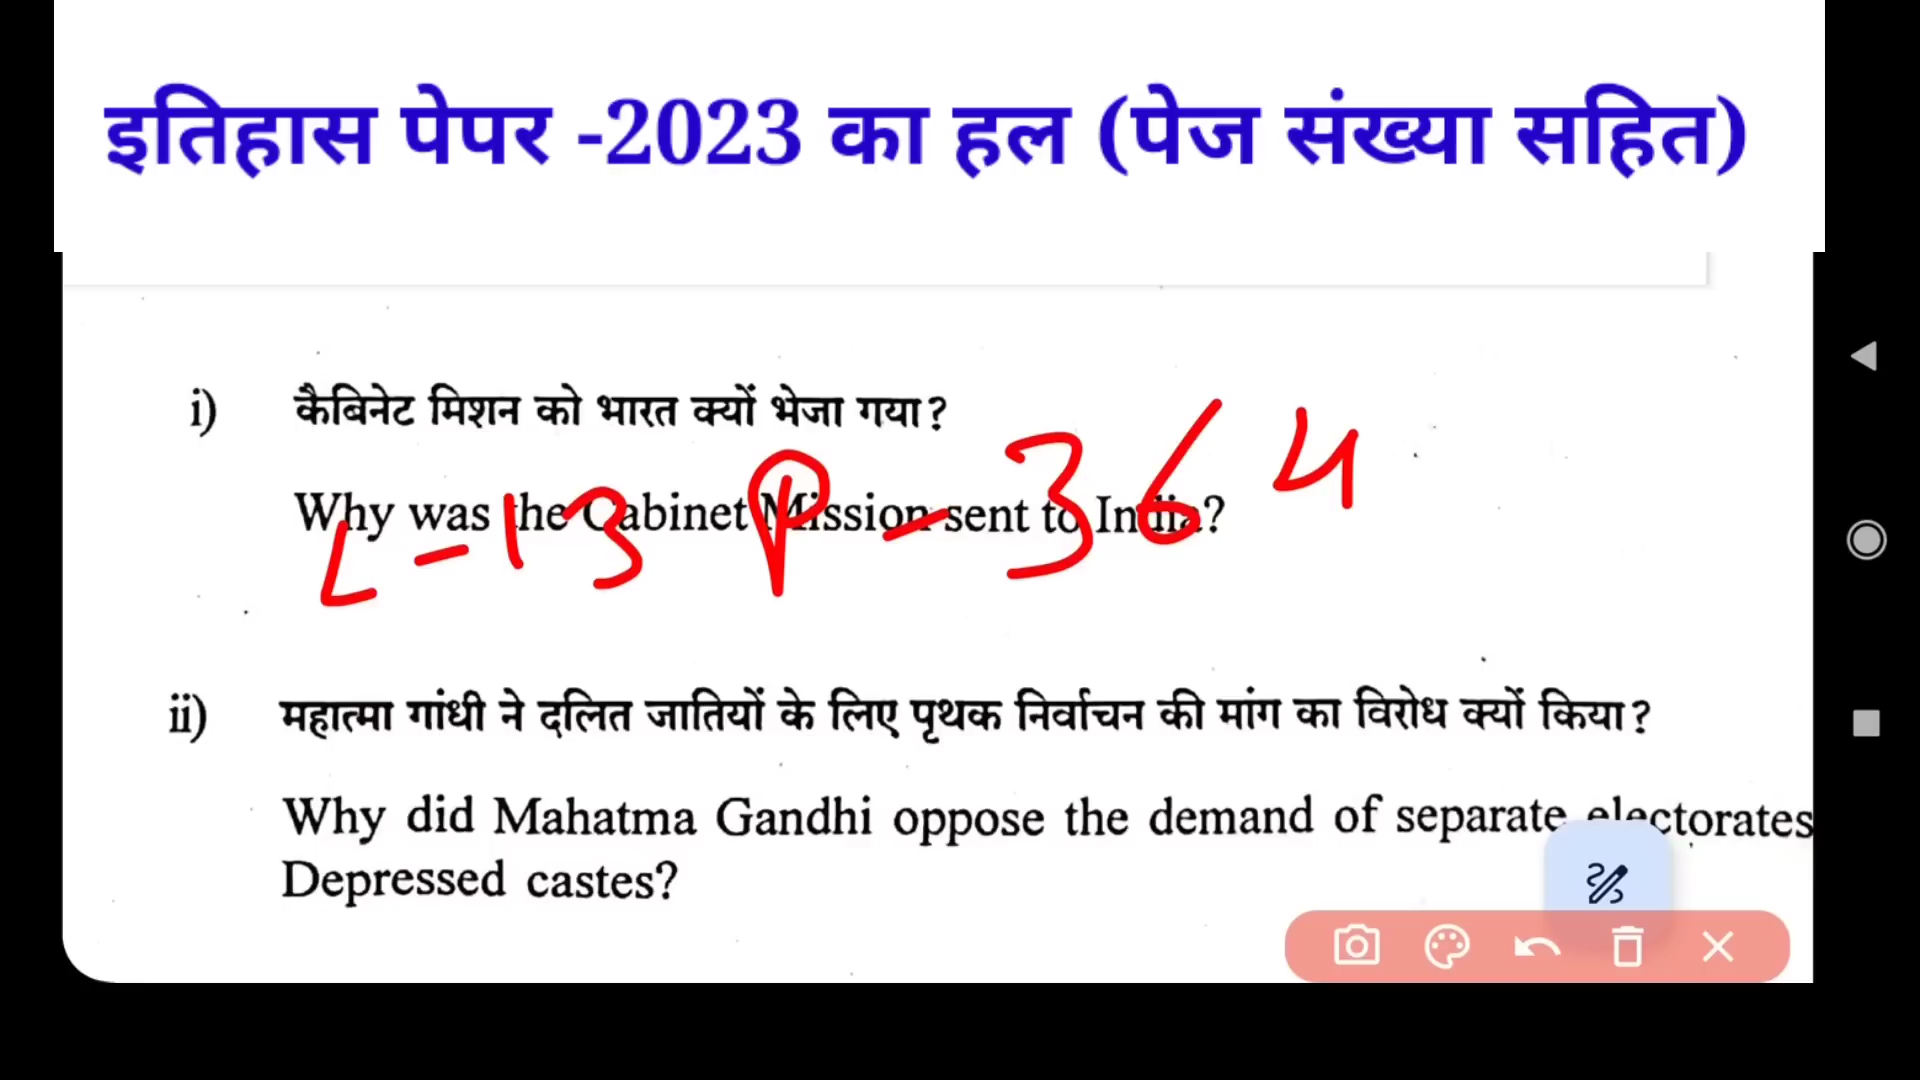 इतिहास पेपर -2023 का हल (पेज संख्या सहित)
i) कैबिनेट मिशन को भारत क्यों भेजा गया?
Why was the Cabinet Mission sent to India?
L - 13 P - 364
ii) महात्मा गांधी ने दलित जातियों के लिए पृथक निर्वाचन की मांग का विरोध क्यों किया?
Why did Mahatma Gandhi oppose the demand of separate electorates
Depressed castes?